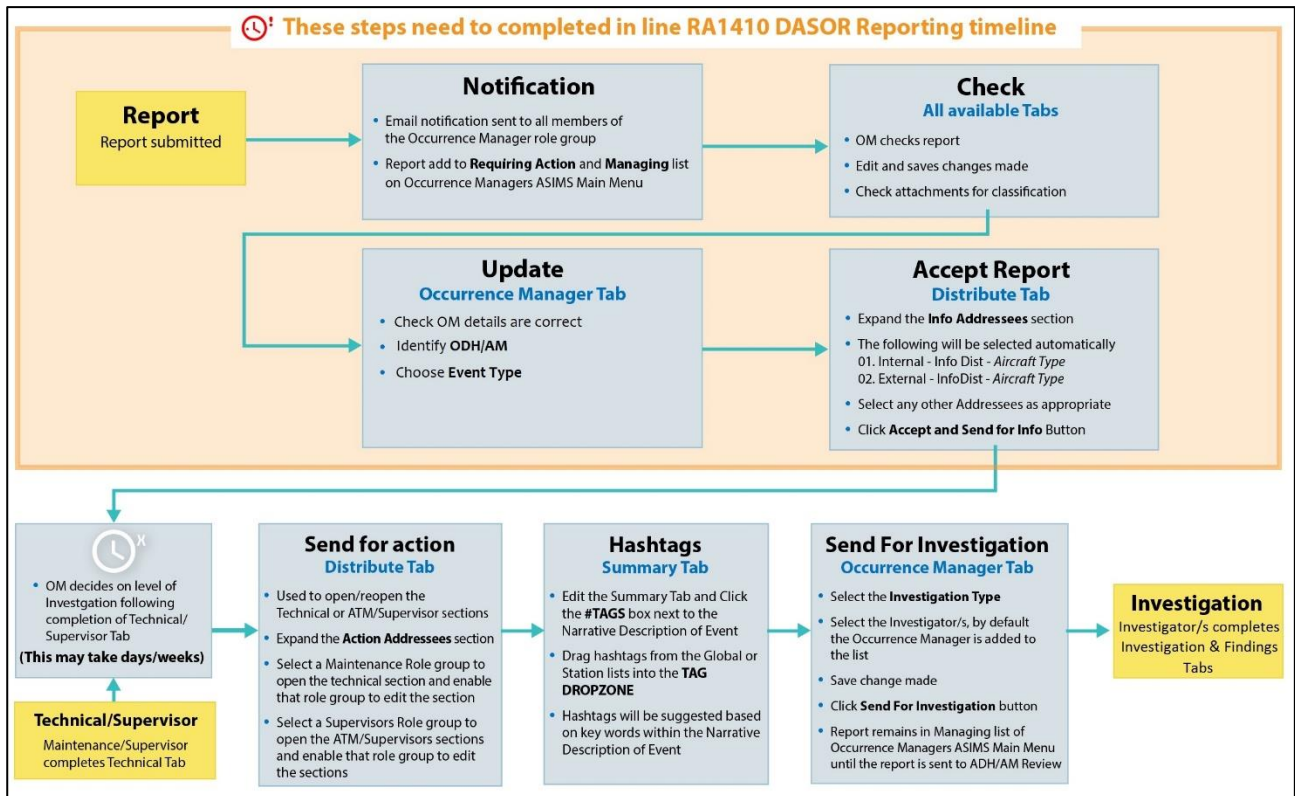 These steps need to completed in line RA1410 DASOR Reporting timeline
Report
Report submitted
Notification
• Email notification sent to all members of
the Occurrence Manager role group
• Report add to Requiring Action and Managing list
on Occurrence Managers ASIMS Main Menu
Check
All available Tabs
• OM checks report
• Edit and saves changes made
• Check attachments for classification
Update
Occurrence Manager Tab
• Check OM details are correct
• Identify ODH/AM
• Choose Event Type
Accept Report
Distribute Tab
• Expand the Info Addressees section
• The following will be selected automatically
01. Internal - Info Dist - Aircraft Type
02. External - InfoDist - Aircraft Type
• Select any other Addressees as appropriate
• Click Accept and Send for Info Button
• OM decides on level of
Investgation following
completion of Technical/
Supervisor Tab
(This may take days/weeks)
Technical/Supervisor
Maintenance/Supervisor
completes Technical Tab
Send for action
Distribute Tab
• Used to open/reopen the
Technical or ATM/Supervisor sections
• Expand the Action Addressees section
• Select a Maintenance Role group to
open the technical section and enable
that role group to edit the section
• Select a Supervisors Role group to
open the ATM/Supervisors sections
and enable that role group to edit
the sections
Hashtags
Summary Tab
• Edit the Summary Tab and Click
the #TAGS box next to the
Narrative Description of Event
• Drag hashtags from the Global or
Station lists into the TAG
DROPZONE
• Hashtags will be suggested based
on key words within the Narrative
Description of Event
Send For Investigation
Occurrence Manager Tab
• Select the Investigation Type
• Select the Investigator/s, by default
the Occurrence Manager is added to
the list
• Save change made
• Click Send For Investigation button
• Report remains in Managing list of
Occurrence Managers ASIMS Main Menu
until the report is sent to ADH/AM Review
Investigation
Investigator/s completes
Investigation & Findings
Tabs